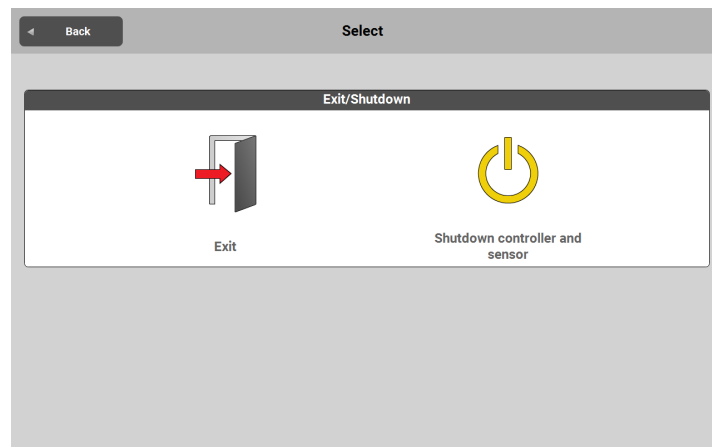 Back
Select
Exit/Shutdown
Exit
Shutdown controller and
sensor